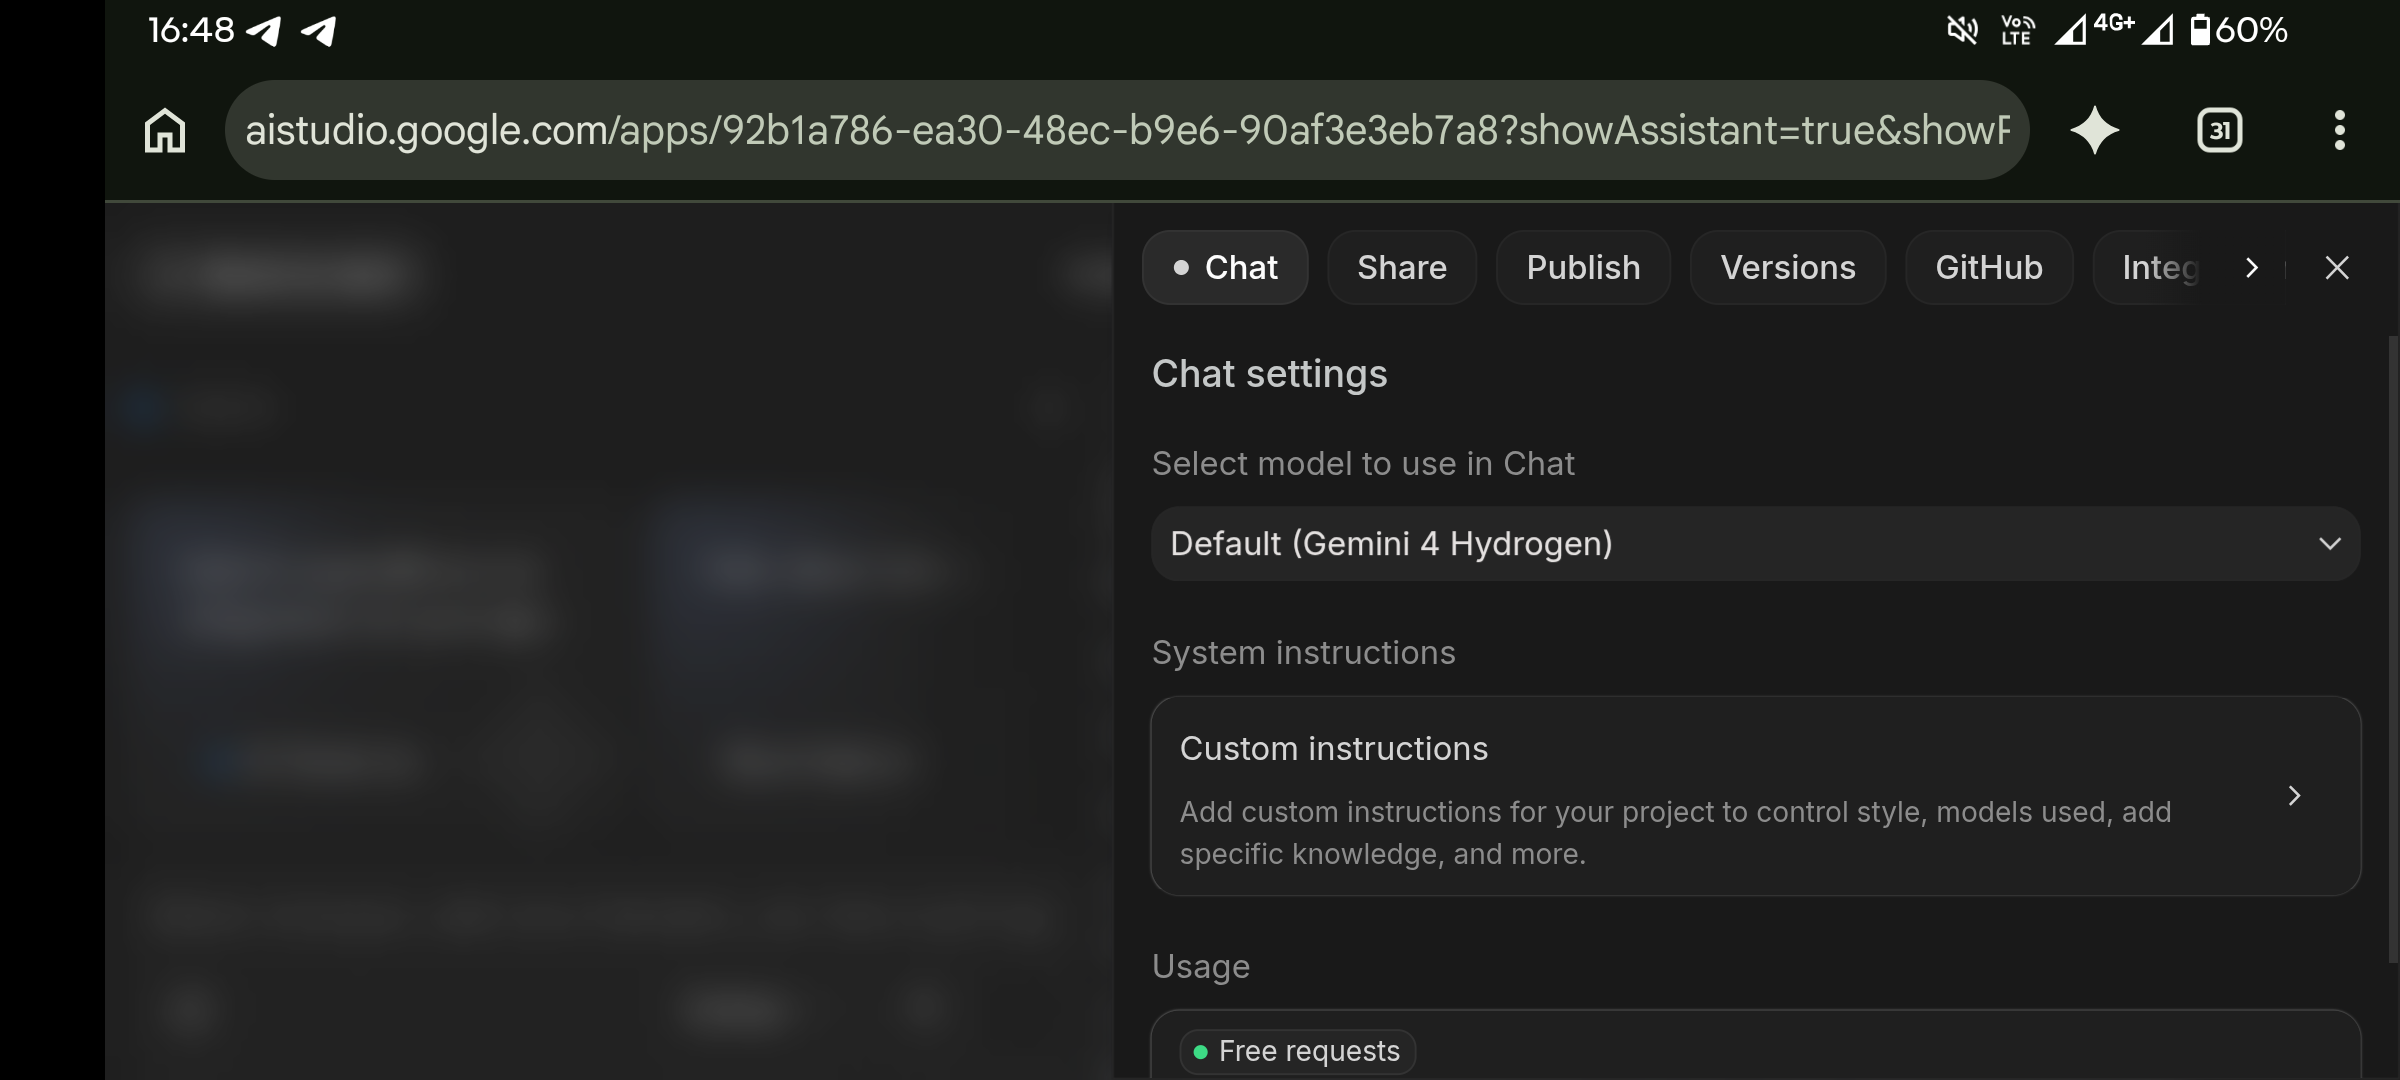 16:48
Vo LTE 4G+ 60%
aistudio.google.com/apps/92b1a786-ea30-48ec-b9e6-90af3e3eb7a8?showAssistant=true&showF
31
Chat
Share
Publish
Versions
GitHub
Integ
Chat settings
Select model to use in Chat
Default (Gemini 4 Hydrogen)
System instructions
Custom instructions
Add custom instructions for your project to control style, models used, add
specific knowledge, and more.
Usage
Free requests